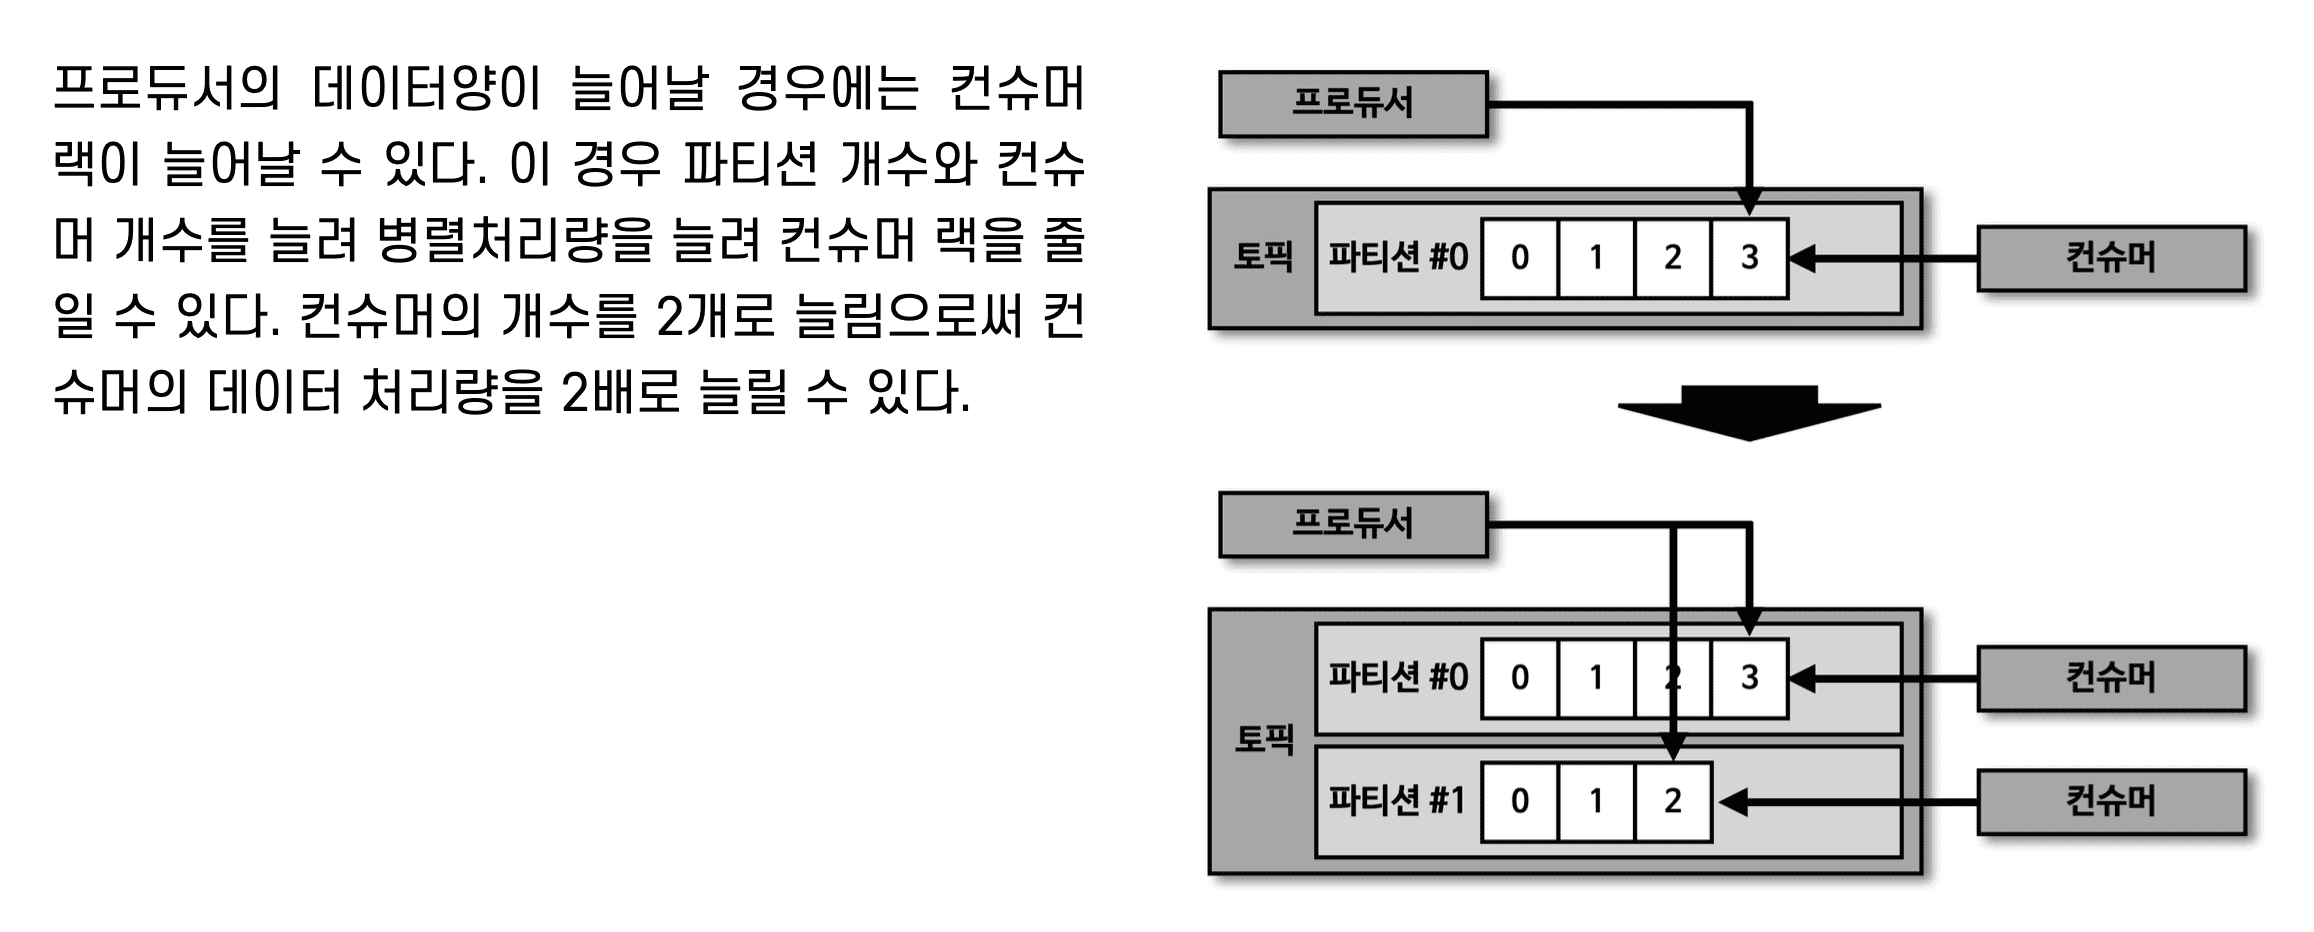 프로듀서의 데이터양이 늘어날 경우에는 컨슈머
랙이 늘어날 수 있다. 이 경우 파티션 개수와 컨슈
머 개수를 늘려 병렬처리량을 늘려 컨슈머 랙을 줄
일 수 있다. 컨슈머의 개수를 2개로 늘림으로써 컨
슈머의 데이터 처리량을 2배로 늘릴 수 있다.
프로듀서
토픽 파티션 #0 0 1 2 3
컨슈머
프로듀서
토픽
파티션 #0 0 1 2 3
컨슈머
파티션 #1 0 1 2
컨슈머